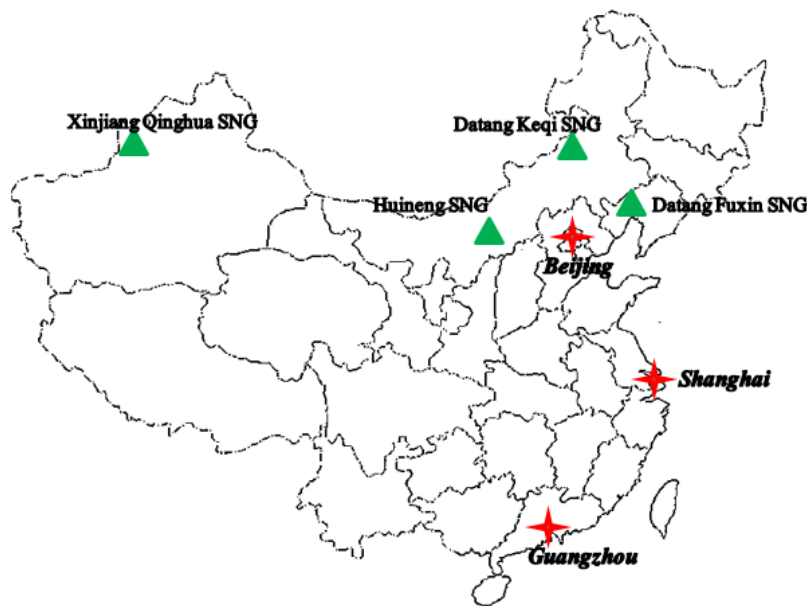 Xinjiang Qinghua SNG
Datang Keqi SNG
Huineng SNG
Datang Fuxin SNG
Beijing
Shanghai
Guangzhou